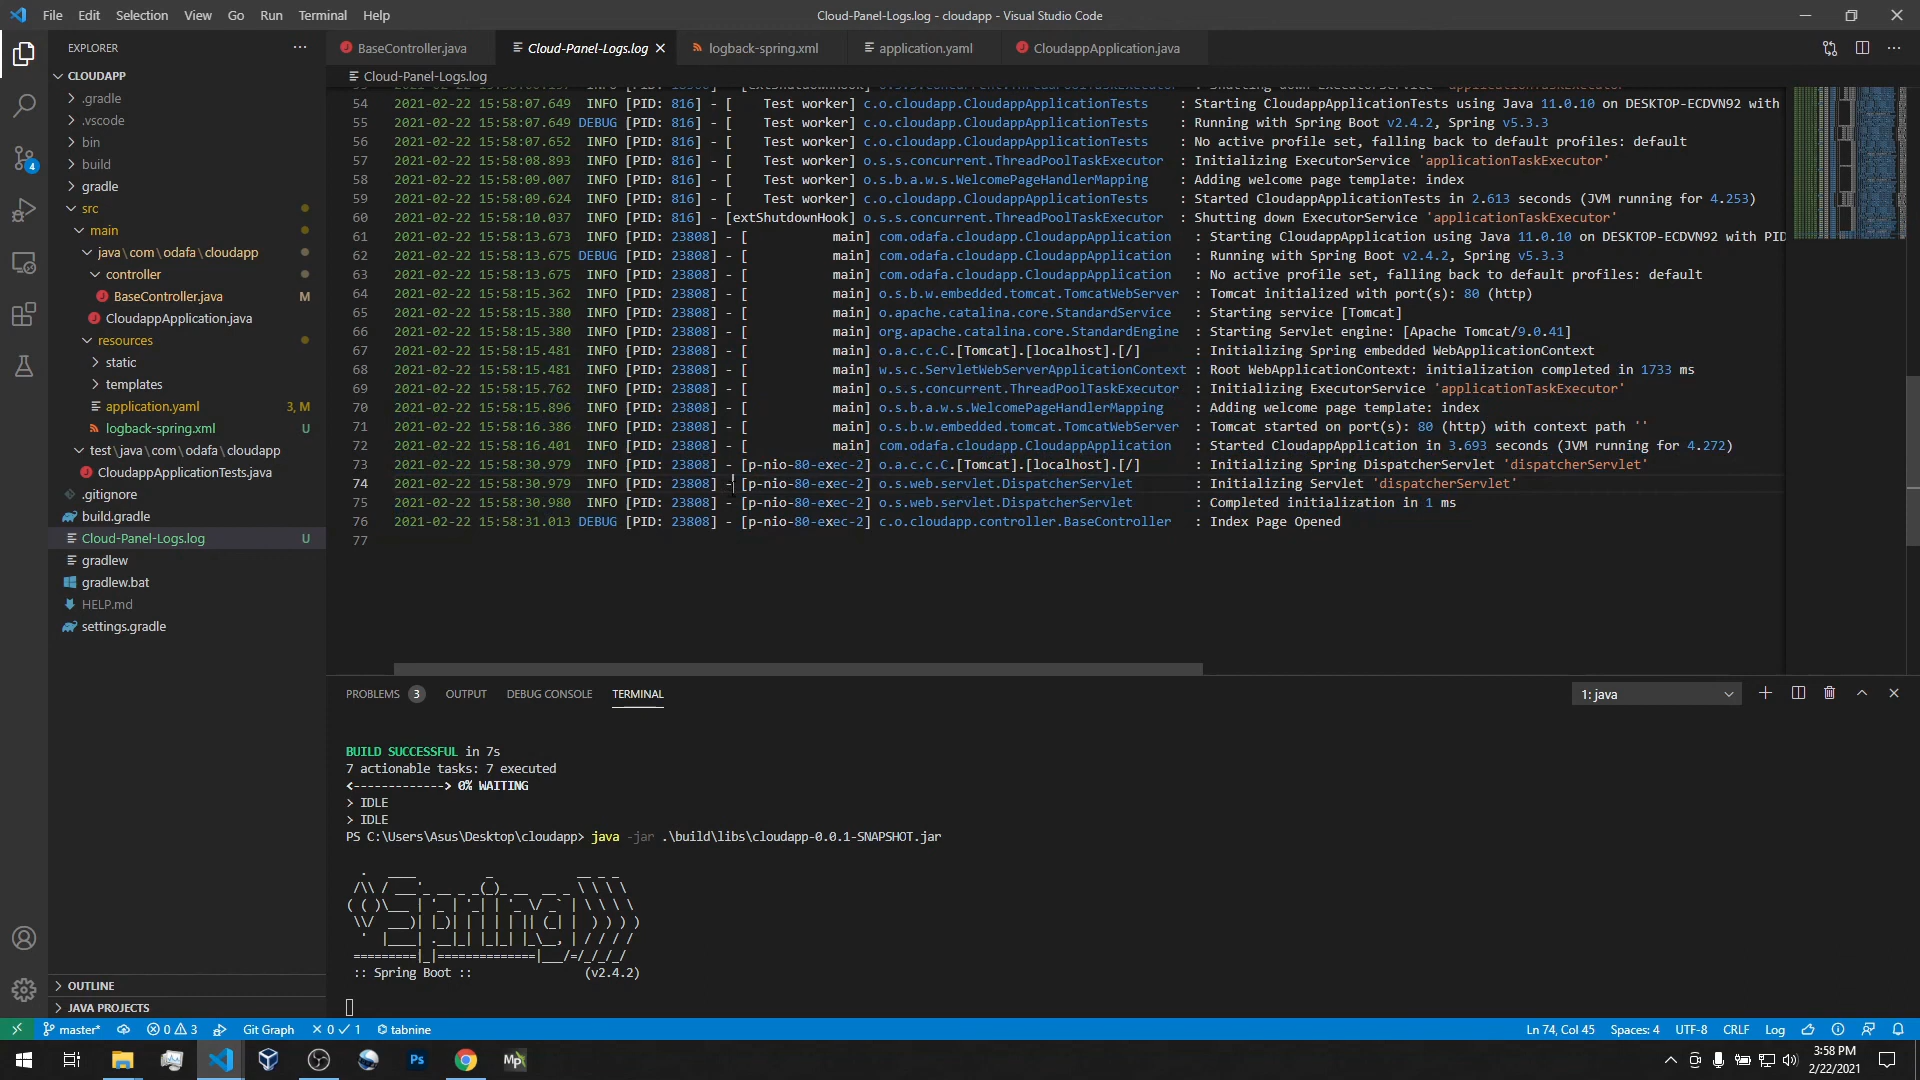 File Edit Selection View Go Run Terminal Help
Cloud-Panel-Logs.log - cloudapp - Visual Studio Code
EXPLORER
BaseController.java
Cloud-Panel-Logs.log
logback-spring.xml
application.yaml
CloudappApplication.java
CLOUDAPP
.gradle
.vscode
bin
build
gradle
src
main
java\com\odafa\cloudapp
controller
BaseController.java M
CloudappApplication.java
resources
static
templates
application.yaml 3, M
logback-spring.xml U
test\java\com\odafa\cloudapp
CloudappApplicationTests.java
.gitignore
build.gradle
Cloud-Panel-Logs.log U
gradlew
gradlew.bat
HELP.md
settings.gradle
OUTLINE
JAVA PROJECTS
4
Cloud-Panel-Logs.log
54 2021-02-22 15:58:07.649 INFO [PID: 816] - [ Test worker] c.o.cloudapp.CloudappApplicationTests : Starting CloudappApplicationTests using Java 11.0.10 on DESKTOP-ECDVN92 with
55 2021-02-22 15:58:07.649 DEBUG [PID: 816] - [ Test worker] c.o.cloudapp.CloudappApplicationTests : Running with Spring Boot v2.4.2, Spring v5.3.3
56 2021-02-22 15:58:07.652 INFO [PID: 816] - [ Test worker] c.o.cloudapp.CloudappApplicationTests : No active profile set, falling back to default profiles: default
57 2021-02-22 15:58:08.893 INFO [PID: 816] - [ Test worker] o.s.s.concurrent.ThreadPoolTaskExecutor : Initializing ExecutorService 'applicationTaskExecutor'
58 2021-02-22 15:58:09.007 INFO [PID: 816] - [ Test worker] o.s.b.a.w.s.WelcomePageHandlerMapping : Adding welcome page template: index
59 2021-02-22 15:58:09.624 INFO [PID: 816] - [ Test worker] c.o.cloudapp.CloudappApplicationTests : Started CloudappApplicationTests in 2.613 seconds (JVM running for 4.253)
60 2021-02-22 15:58:10.037 INFO [PID: 816] - [extShutdownHook] o.s.s.concurrent.ThreadPoolTaskExecutor : Shutting down ExecutorService 'applicationTaskExecutor'
61 2021-02-22 15:58:13.673 INFO [PID: 23808] - [ main] com.odafa.cloudapp.CloudappApplication : Starting CloudappApplication using Java 11.0.10 on DESKTOP-ECDVN92 with PID
62 2021-02-22 15:58:13.675 DEBUG [PID: 23808] - [ main] com.odafa.cloudapp.CloudappApplication : Running with Spring Boot v2.4.2, Spring v5.3.3
63 2021-02-22 15:58:13.675 INFO [PID: 23808] - [ main] com.odafa.cloudapp.CloudappApplication : No active profile set, falling back to default profiles: default
64 2021-02-22 15:58:15.362 INFO [PID: 23808] - [ main] o.s.b.w.embedded.tomcat.TomcatWebServer : Tomcat initialized with port(s): 80 (http)
65 2021-02-22 15:58:15.380 INFO [PID: 23808] - [ main] o.apache.catalina.core.StandardService : Starting service [Tomcat]
66 2021-02-22 15:58:15.380 INFO [PID: 23808] - [ main] org.apache.catalina.core.StandardEngine : Starting Servlet engine: [Apache Tomcat/9.0.41]
67 2021-02-22 15:58:15.481 INFO [PID: 23808] - [ main] o.a.c.c.C.[Tomcat].[localhost].[/] : Initializing Spring embedded WebApplicationContext
68 2021-02-22 15:58:15.481 INFO [PID: 23808] - [ main] w.s.c.ServletWebServerApplicationContext : Root WebApplicationContext: initialization completed in 1733 ms
69 2021-02-22 15:58:15.762 INFO [PID: 23808] - [ main] o.s.s.concurrent.ThreadPoolTaskExecutor : Initializing ExecutorService 'applicationTaskExecutor'
70 2021-02-22 15:58:15.896 INFO [PID: 23808] - [ main] o.s.b.a.w.s.WelcomePageHandlerMapping : Adding welcome page template: index
71 2021-02-22 15:58:16.386 INFO [PID: 23808] - [ main] o.s.b.w.embedded.tomcat.TomcatWebServer : Tomcat started on port(s): 80 (http) with context path ''
72 2021-02-22 15:58:16.401 INFO [PID: 23808] - [ main] com.odafa.cloudapp.CloudappApplication : Started CloudappApplication in 3.693 seconds (JVM running for 4.272)
73 2021-02-22 15:58:30.979 INFO [PID: 23808] - [p-nio-80-exec-2] o.a.c.c.C.[Tomcat].[localhost].[/] : Initializing Spring DispatcherServlet 'dispatcherServlet'
74 2021-02-22 15:58:30.979 INFO [PID: 23808] - [p-nio-80-exec-2] o.s.web.servlet.DispatcherServlet : Initializing Servlet 'dispatcherServlet'
75 2021-02-22 15:58:30.980 INFO [PID: 23808] - [p-nio-80-exec-2] o.s.web.servlet.DispatcherServlet : Completed initialization in 1 ms
76 2021-02-22 15:58:31.013 DEBUG [PID: 23808] - [p-nio-80-exec-2] c.o.cloudapp.controller.BaseController : Index Page Opened
77
PROBLEMS 3 OUTPUT DEBUG CONSOLE TERMINAL
1: java
BUILD SUCCESSFUL in 7s
7 actionable tasks: 7 executed
<-------------> 0% WAITING
> IDLE
> IDLE
PS C:\Users\Asus\Desktop\cloudapp> java -jar .\build\libs\cloudapp-0.0.1-SNAPSHOT.jar
:: Spring Boot :: (v2.4.2)
master* 0 3 Git Graph 0 1 tabnine
Ln 74, Col 45 Spaces: 4 UTF-8 CRLF Log
Ps
Mp
3:58 PM
2/22/2021